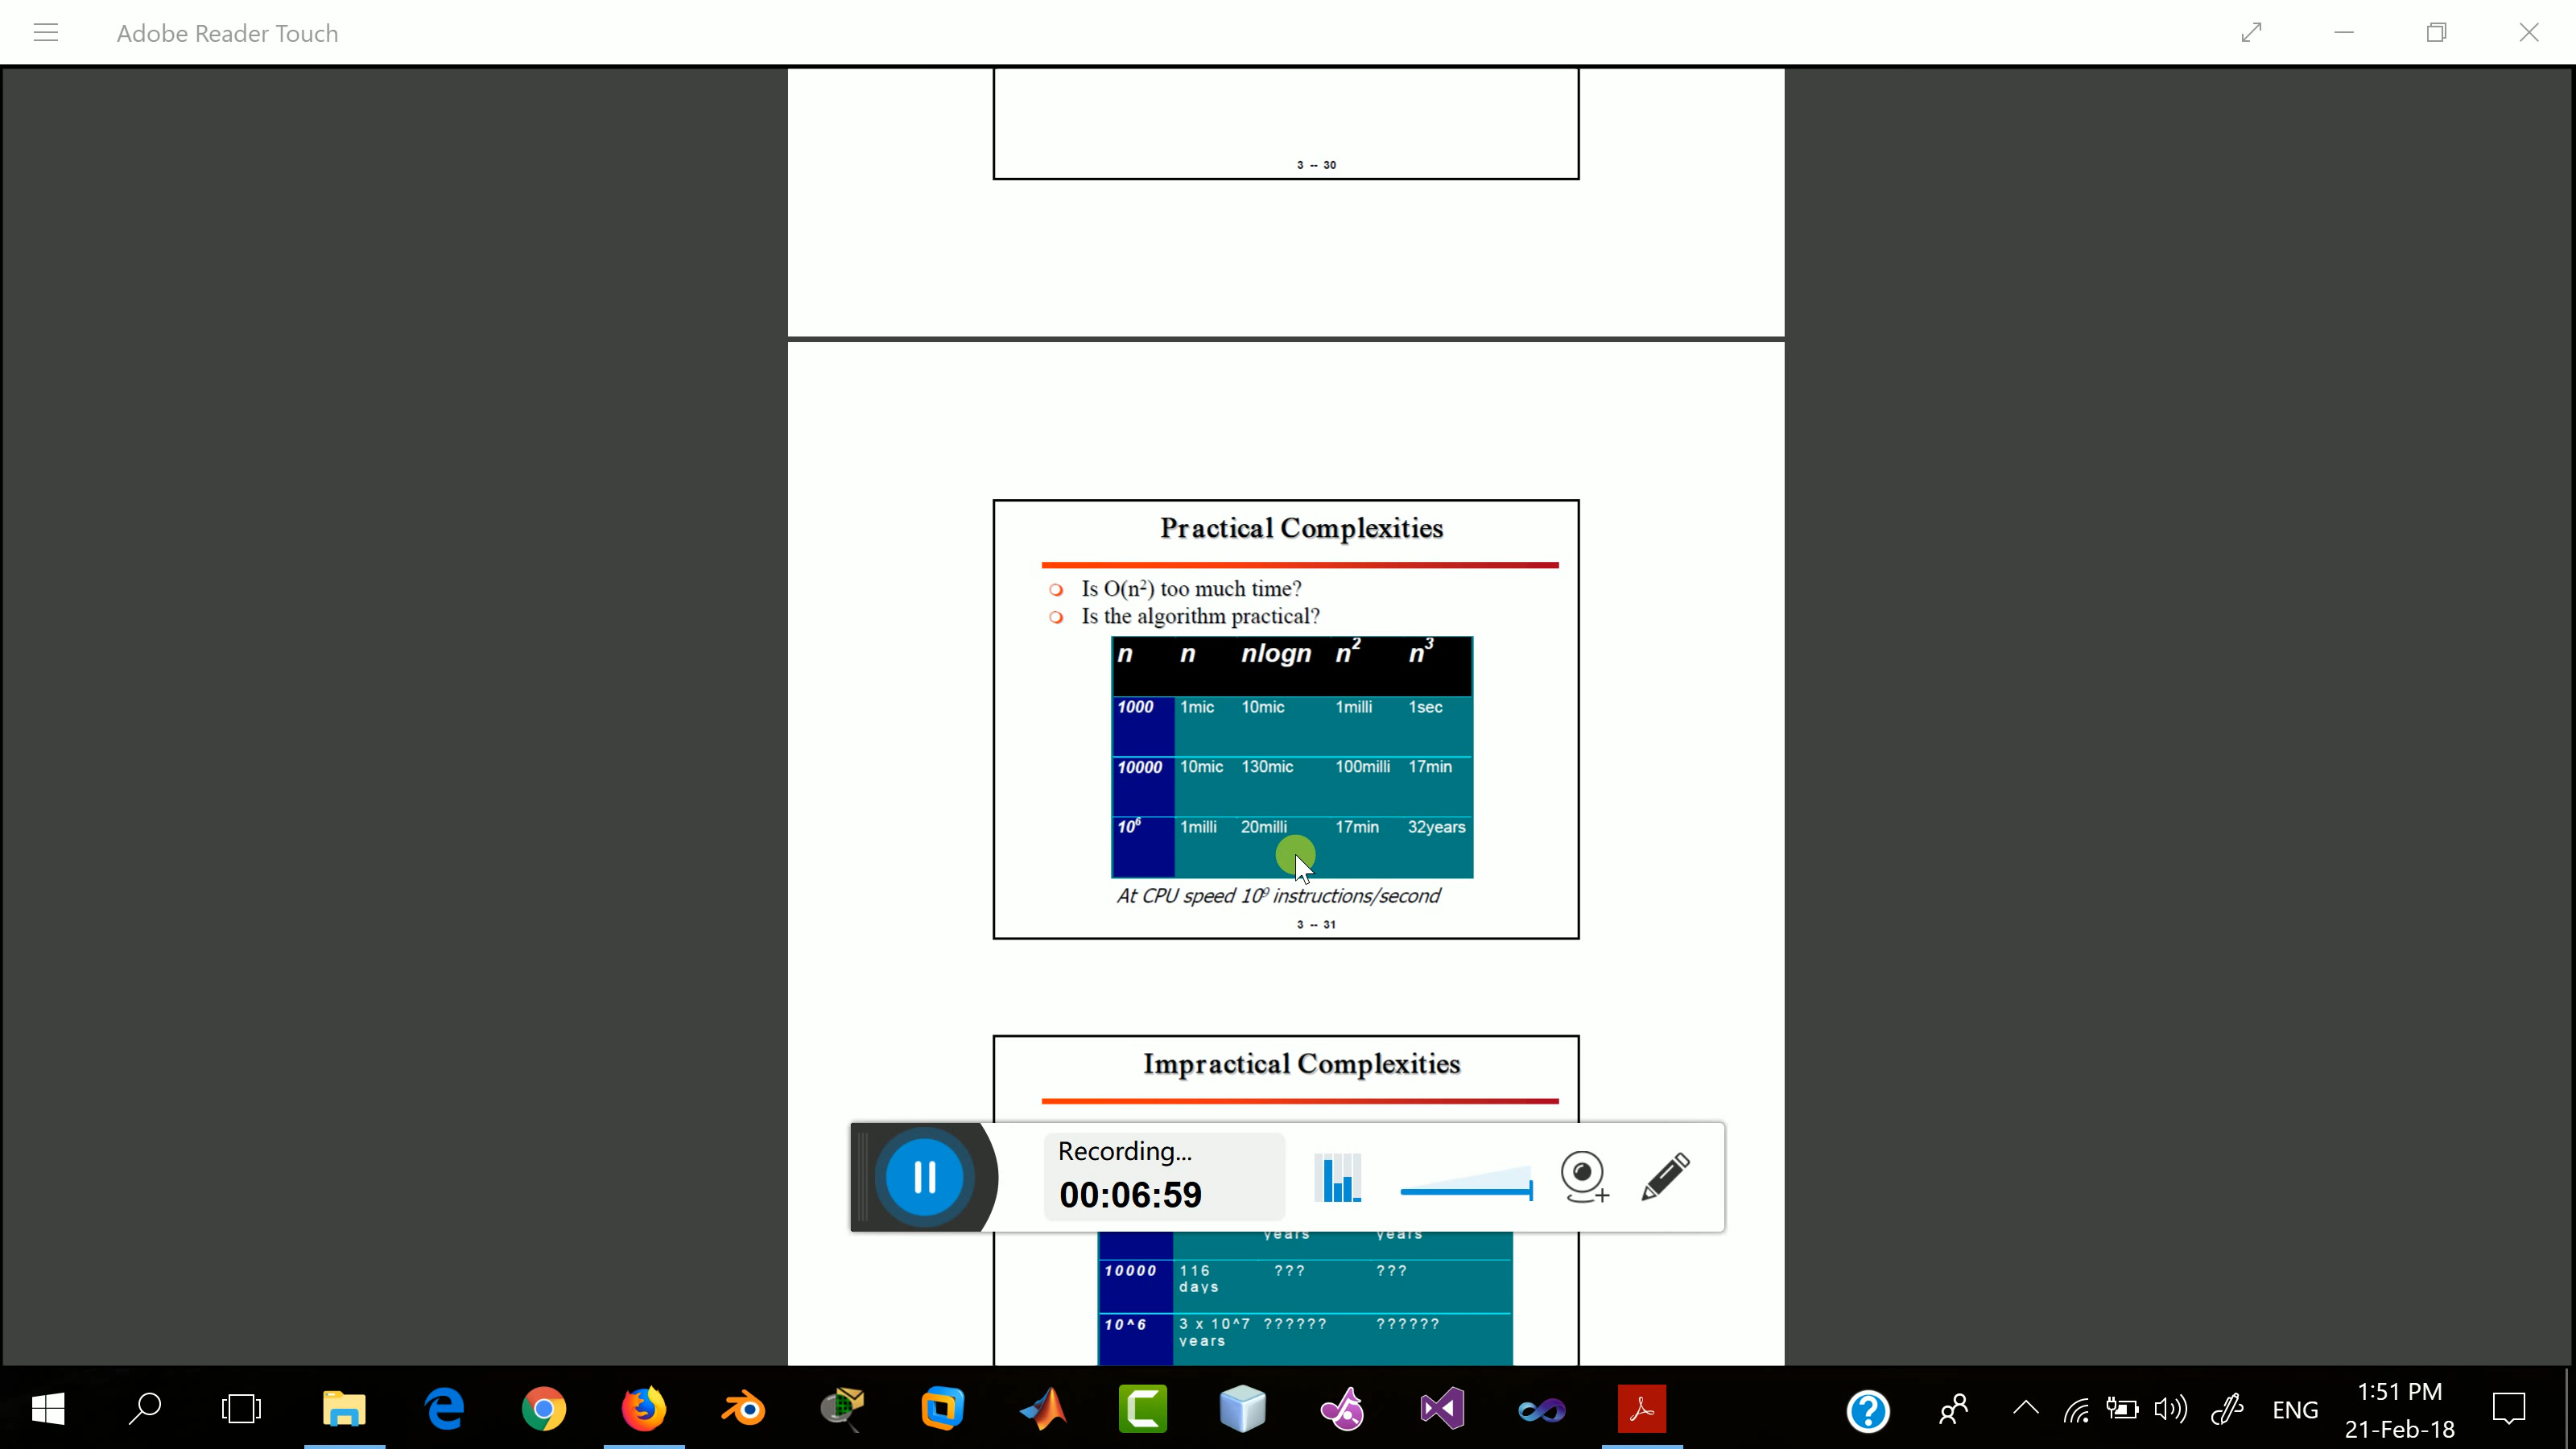 Adobe Reader Touch
3 -- 30
Practical Complexities
Is O(n²) too much time?
Is the algorithm practical?
n n nlogn n² n³
1000 1mic 10mic 1milli 1sec
10000 10mic 130mic 100milli 17min
10⁶ 1milli 20milli 17min 32years
At CPU speed 10⁹ instructions/second
3 -- 31
Impractical Complexities
Recording...
00:06:59
years years
10000 116 ??? ???
days
10^6 3 x 10^7 ?????? ??????
years
ENG
1:51 PM
21-Feb-18